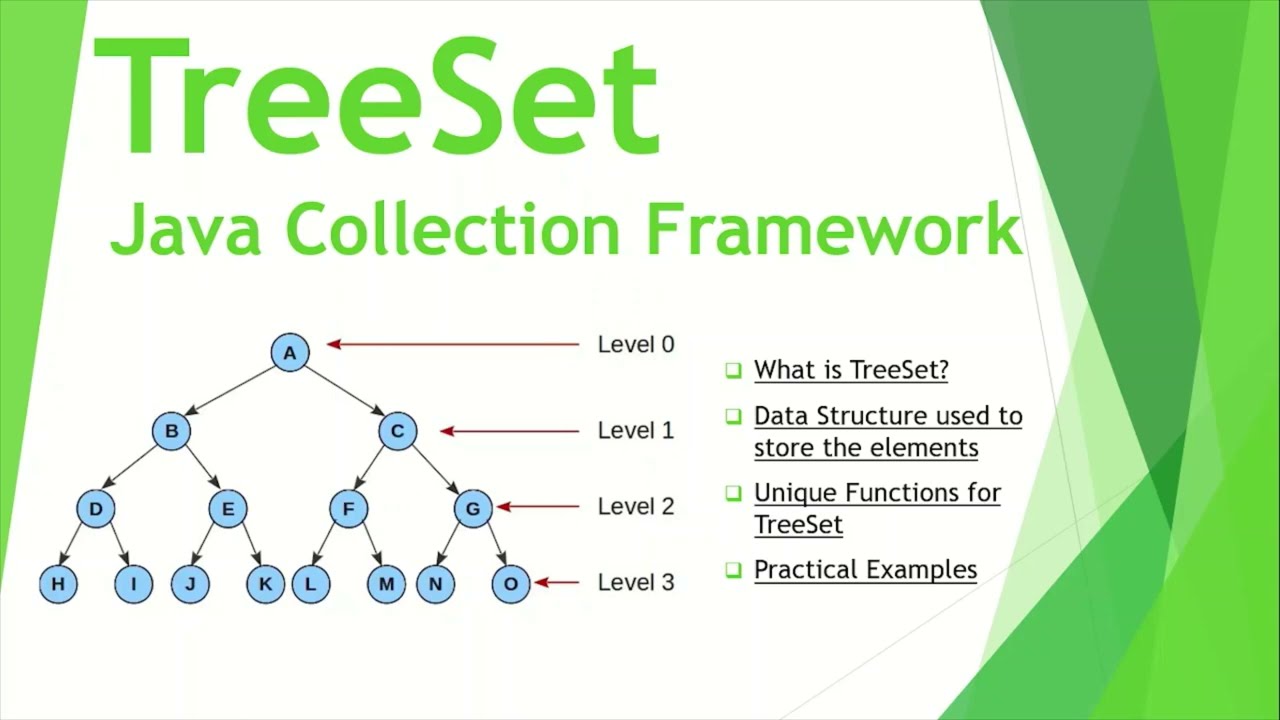 TreeSet
Java Collection Framework
A
Level 0
B
C
Level 1
D
E
F
G
Level 2
H
I
J
K
L
M
N
O
Level 3
What is TreeSet?
Data Structure used to
store the elements
Unique Functions for
TreeSet
Practical Examples